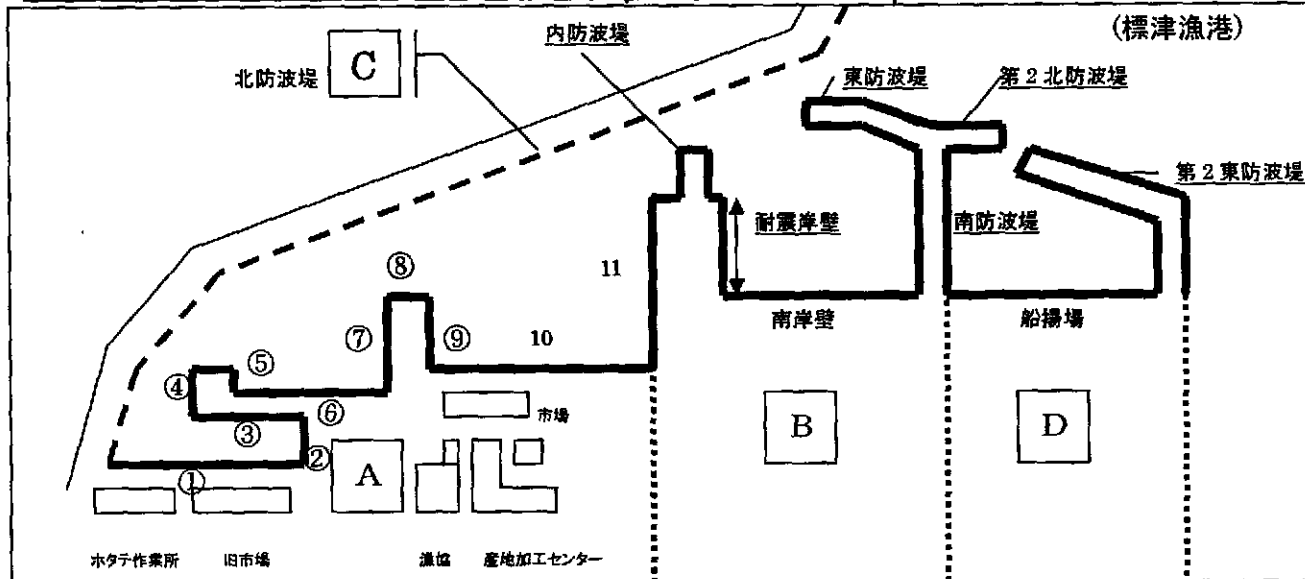 (標津漁港)
内防波堤
北防波堤
C
東防波堤
第2北防波堤
第2東防波堤
耐震岸壁
南防波堤
⑧
11
南岸壁
船揚場
⑦
⑨
10
⑤
④
⑥
市場
③
②
①
A
B
D
ホタテ作業所
旧市場
漁協
産地加工センター